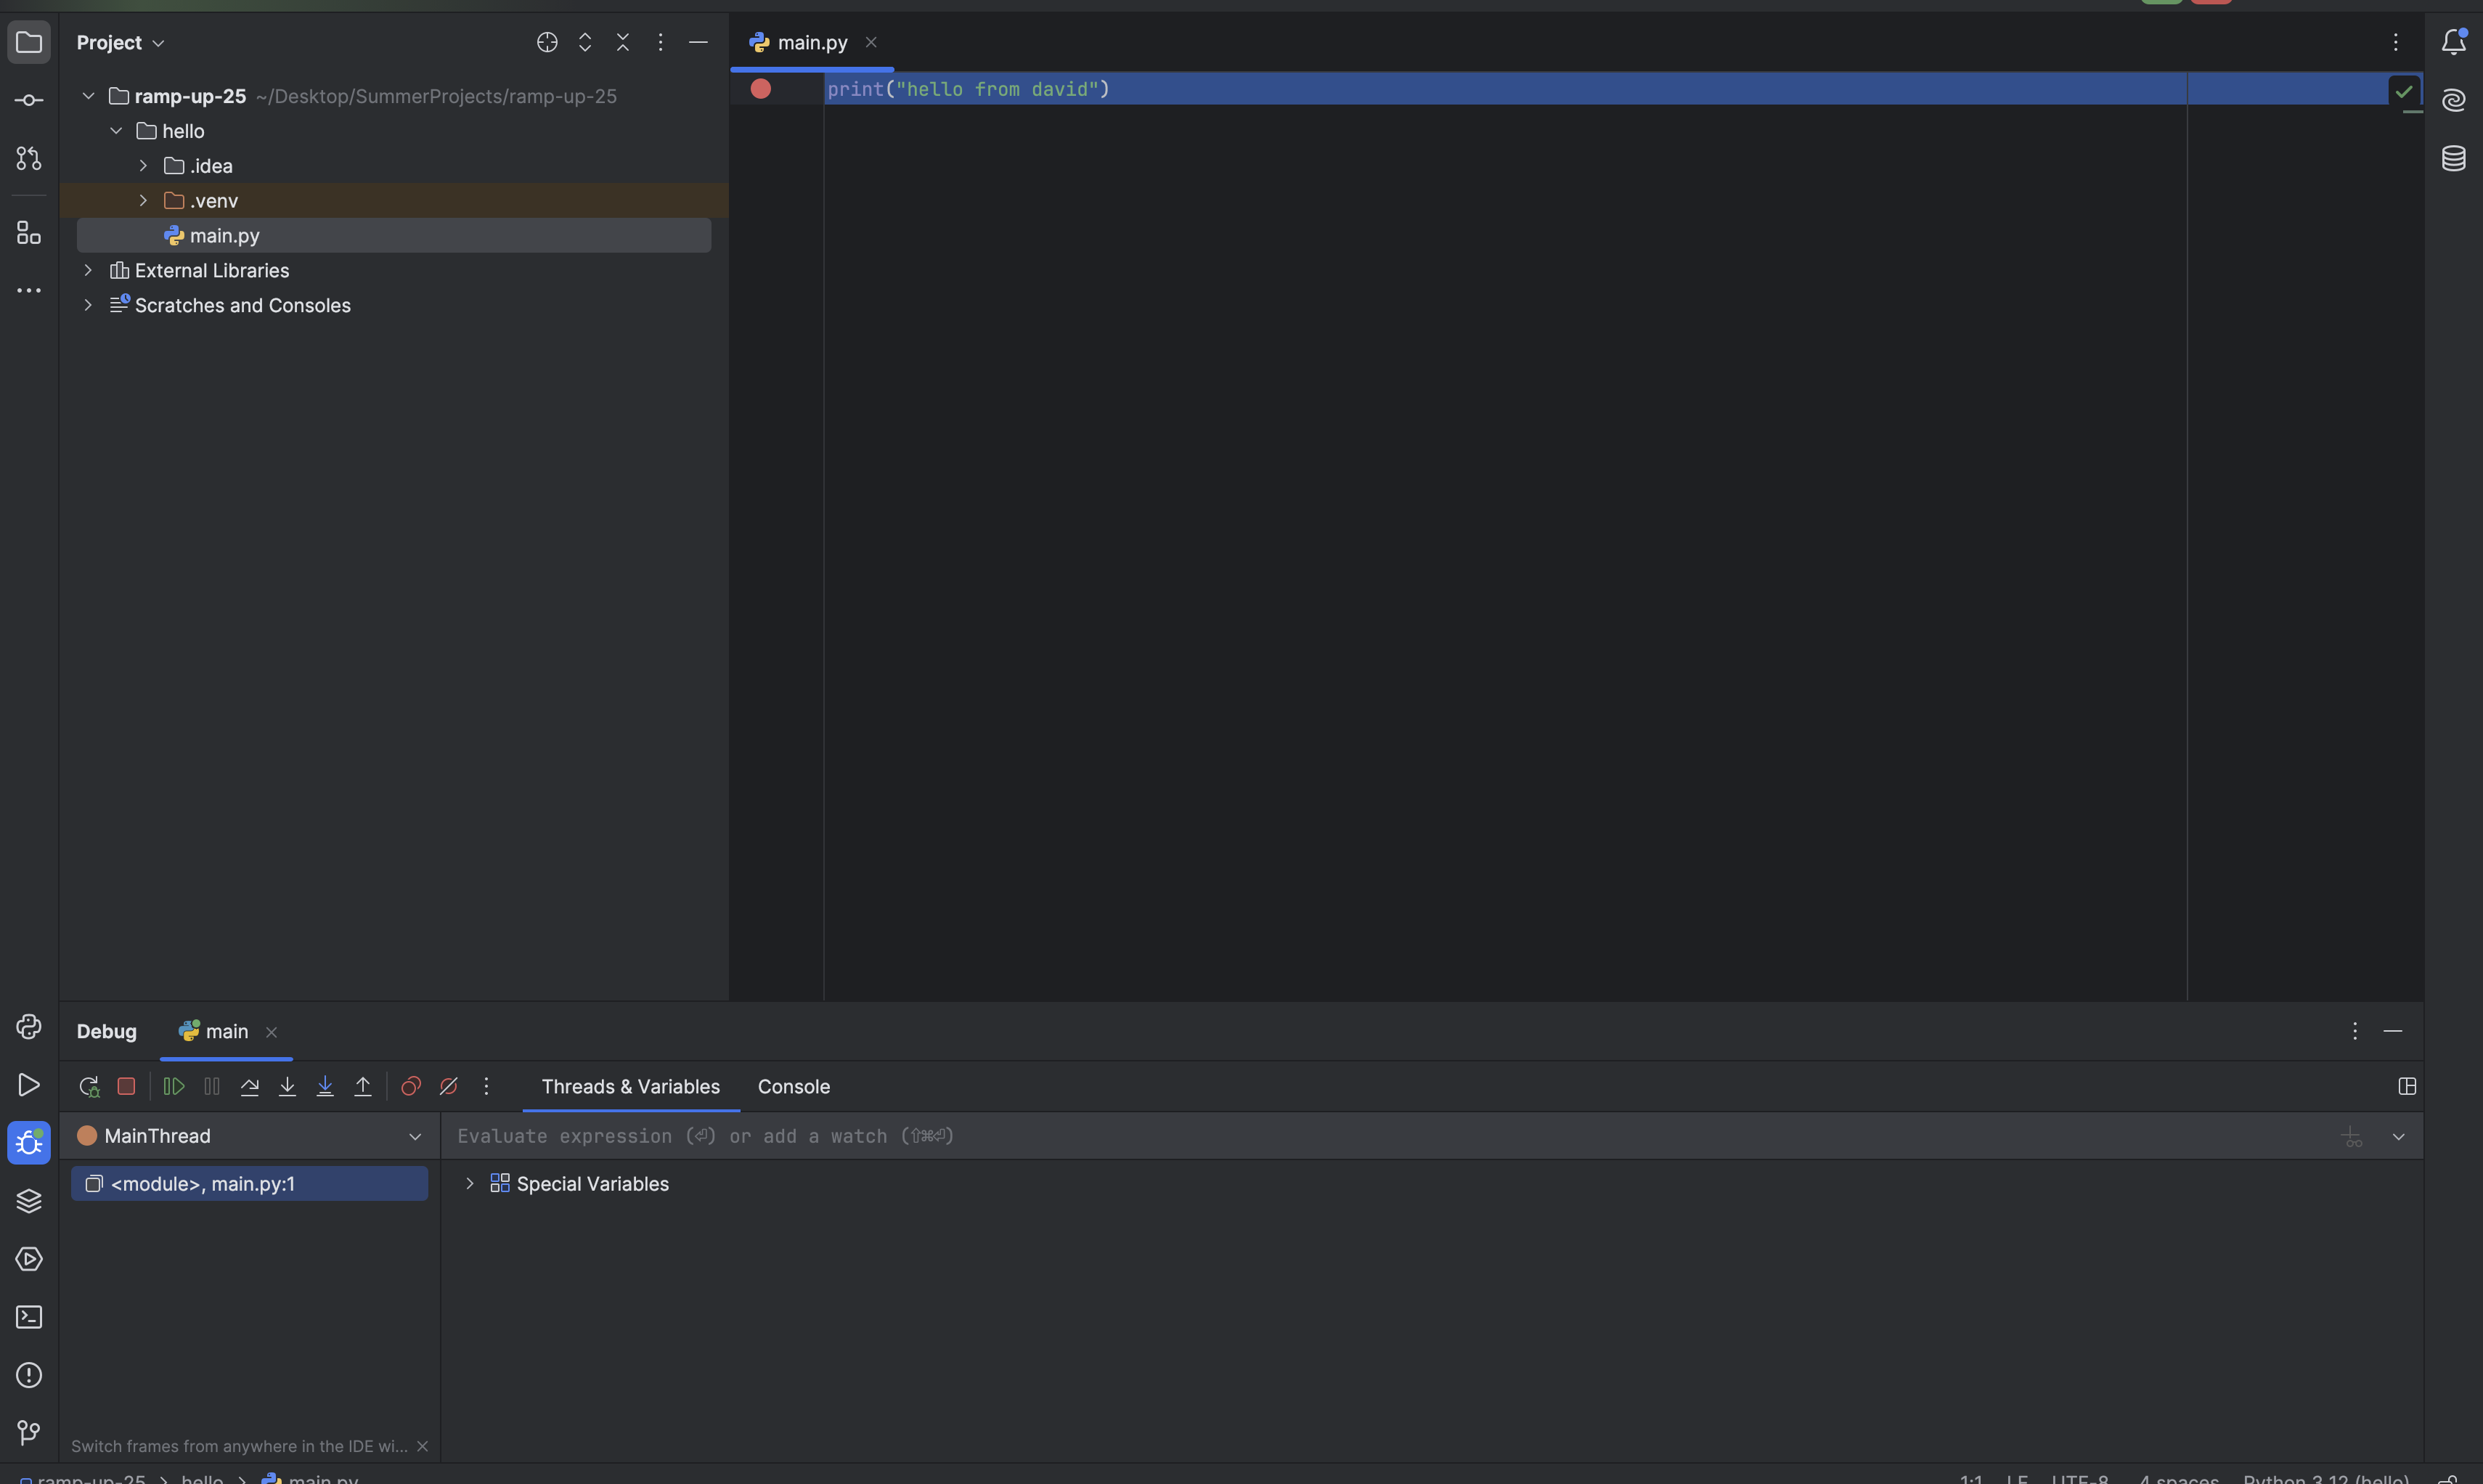 Project
main.py
ramp-up-25 ~/Desktop/SummerProjects/ramp-up-25
hello
.idea
.venv
main.py
External Libraries
Scratches and Consoles
print("hello from david")
Debug main
Threads & Variables Console
MainThread
Evaluate expression (⏎) or add a watch (⇧⌘⏎)
<module>, main.py:1
Special Variables
Switch frames from anywhere in the IDE wi...
ramp-up-25 > hello > main.py
1:1 LF UTF-8 4 spaces Python 3.12 (hello)